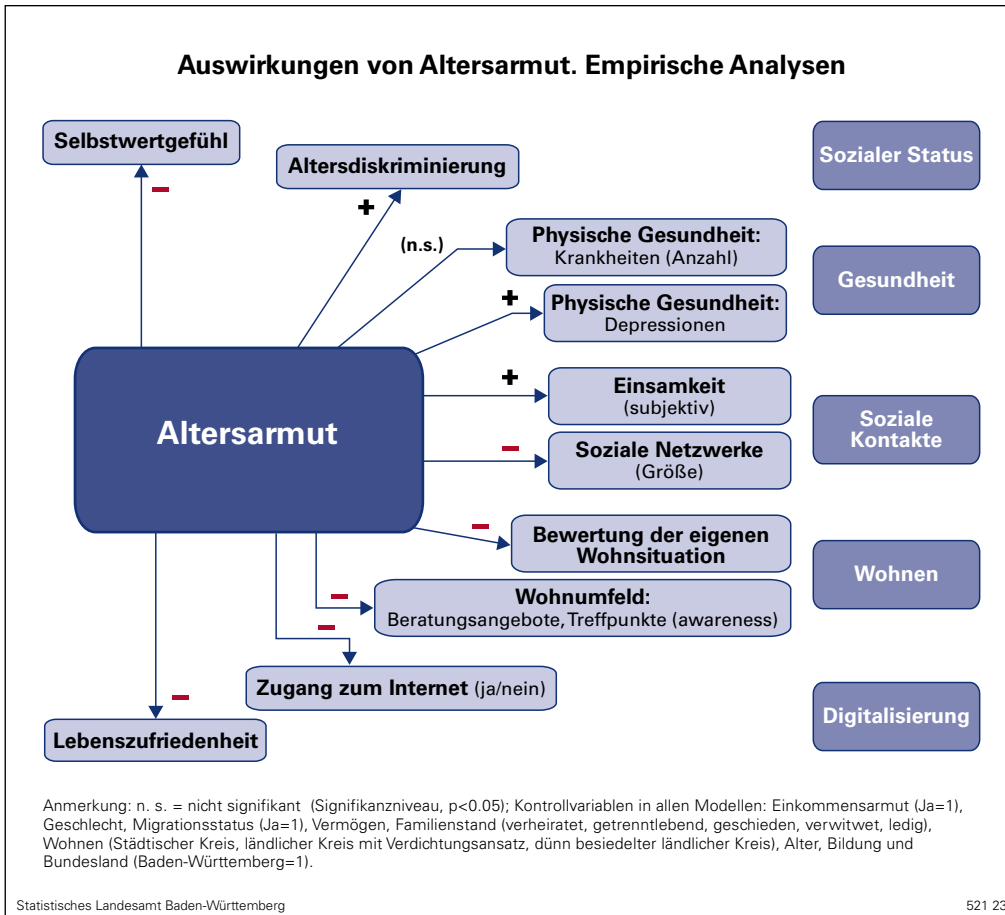 Auswirkungen von Altersarmut. Empirische Analysen
Selbstwertgefühl
–
Altersdiskriminierung
+
Sozialer Status
(n.s.)
Physische Gesundheit:
Krankheiten (Anzahl)
+
Physische Gesundheit:
Depressionen
Gesundheit
Altersarmut
+
Einsamkeit
(subjektiv)
–
Soziale Netzwerke
(Größe)
Soziale
Kontakte
–
Bewertung der eigenen
Wohnsituation
–
Wohnumfeld:
Beratungsangebote, Treffpunkte (awareness)
Wohnen
–
Zugang zum Internet (ja/nein)
–
Lebenszufriedenheit
Digitalisierung
Anmerkung: n. s. = nicht signifikant (Signifikanzniveau, p<0.05); Kontrollvariablen in allen Modellen: Einkommensarmut (Ja=1),
Geschlecht, Migrationsstatus (Ja=1), Vermögen, Familienstand (verheiratet, getrenntlebend, geschieden, verwitwet, ledig),
Wohnen (Städtischer Kreis, ländlicher Kreis mit Verdichtungsansatz, dünn besiedelter ländlicher Kreis), Alter, Bildung und
Bundesland (Baden-Württemberg=1).
Statistisches Landesamt Baden-Württemberg
521 23